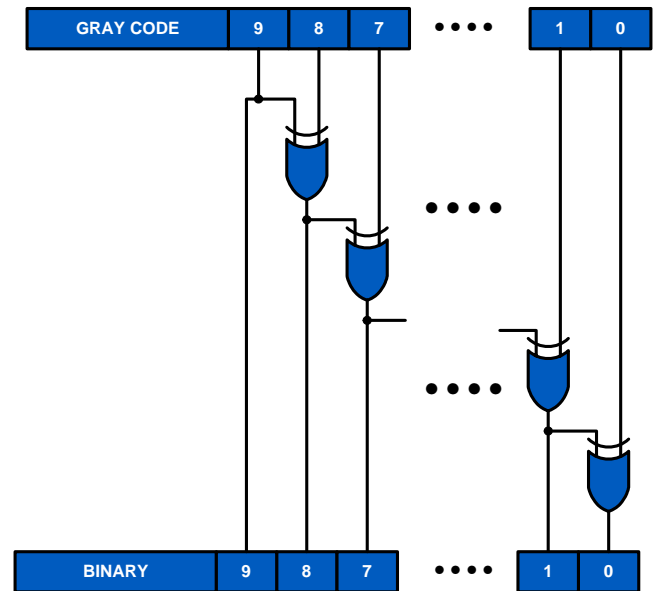 GRAY CODE 9 8 7 •••• 1 0
BINARY 9 8 7 •••• 1 0